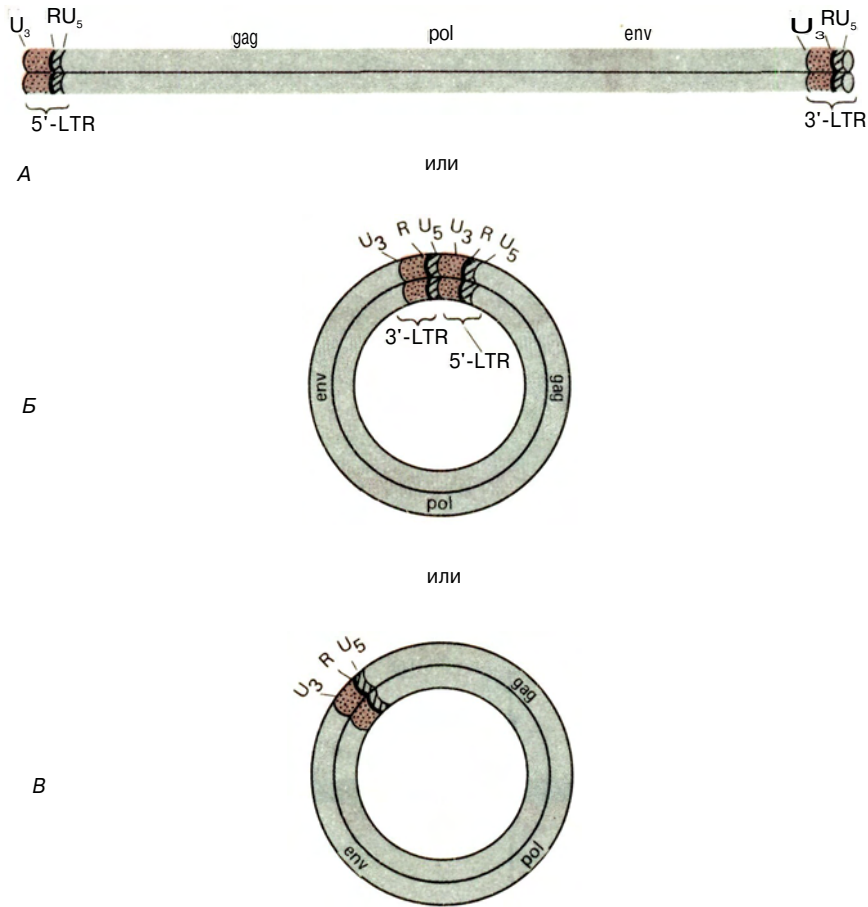 U₃ RU₅ gag pol env U₃ RU₅
5'-LTR 3'-LTR
А
или
U₃ R U₅ U₃ R U₅
3'-LTR
5'-LTR
env gag
Б
pol
или
U₃ R U₅
gag
В
env pol